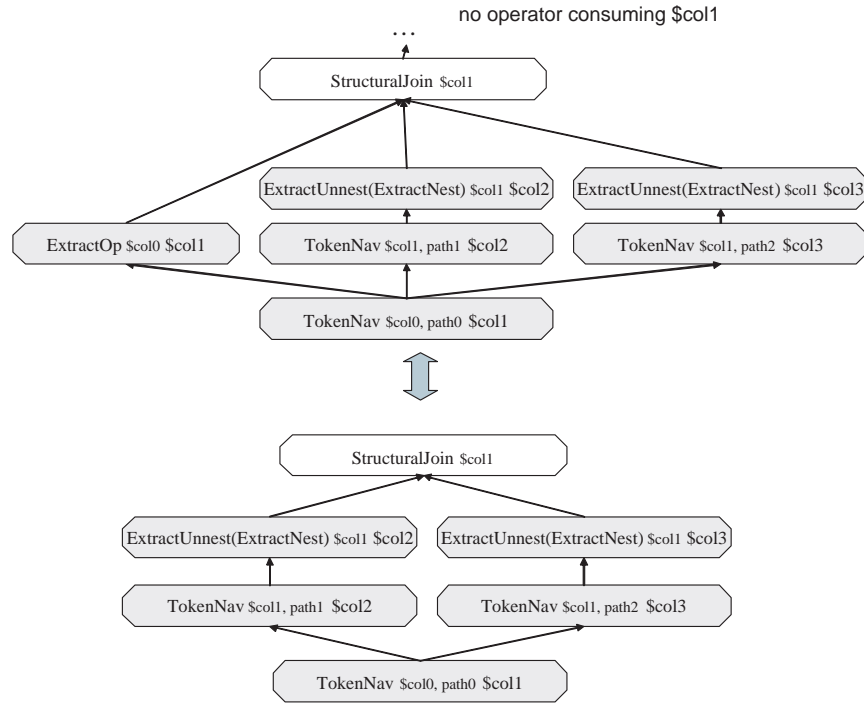 no operator consuming $col1
...
StructuralJoin $col1
ExtractUnnest(ExtractNest) $col1 $col2
ExtractUnnest(ExtractNest) $col1 $col3
ExtractOp $col0 $col1
TokenNav $col1, path1 $col2
TokenNav $col1, path2 $col3
TokenNav $col0, path0 $col1
StructuralJoin $col1
ExtractUnnest(ExtractNest) $col1 $col2
ExtractUnnest(ExtractNest) $col1 $col3
TokenNav $col1, path1 $col2
TokenNav $col1, path2 $col3
TokenNav $col0, path0 $col1